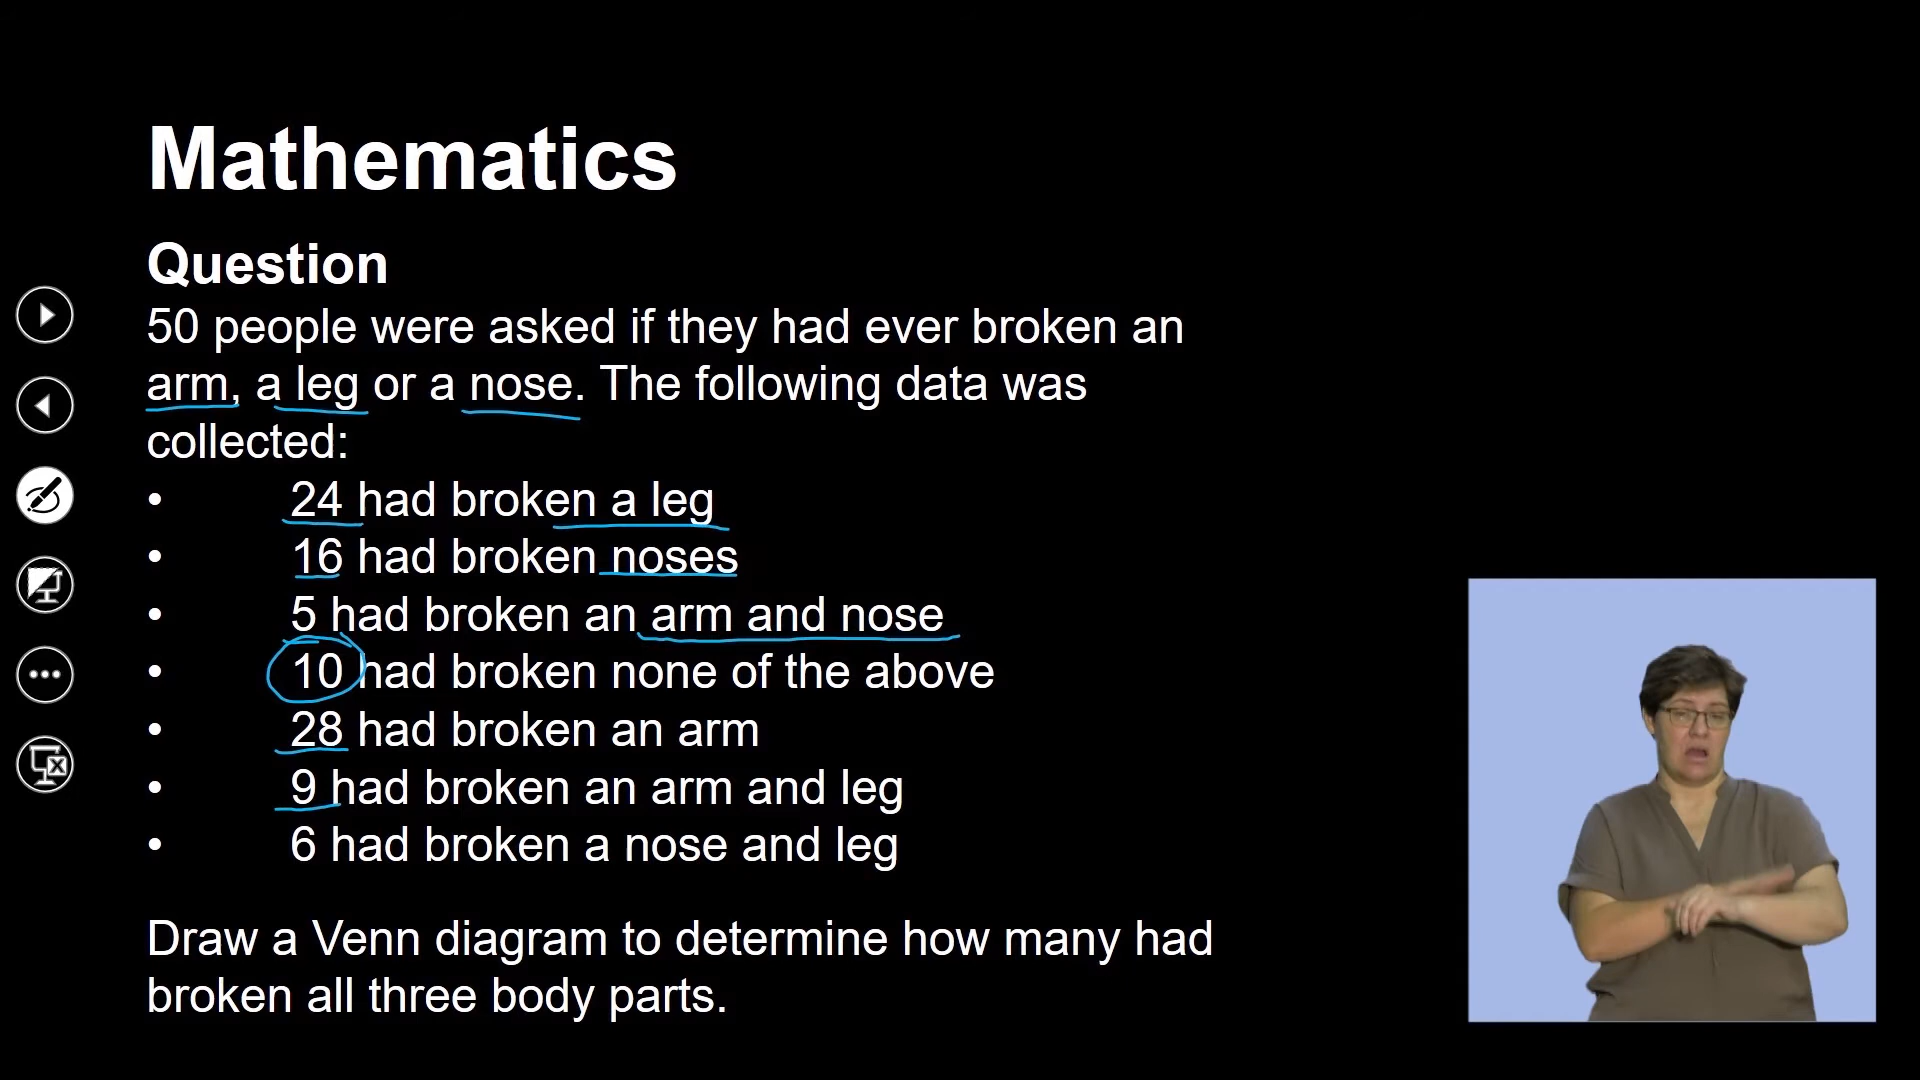 Mathematics
Question
50 people were asked if they had ever broken an
arm, a leg or a nose. The following data was
collected:
• 24 had broken a leg
• 16 had broken noses
• 5 had broken an arm and nose
• 10 had broken none of the above
• 28 had broken an arm
• 9 had broken an arm and leg
• 6 had broken a nose and leg
Draw a Venn diagram to determine how many had
broken all three body parts.